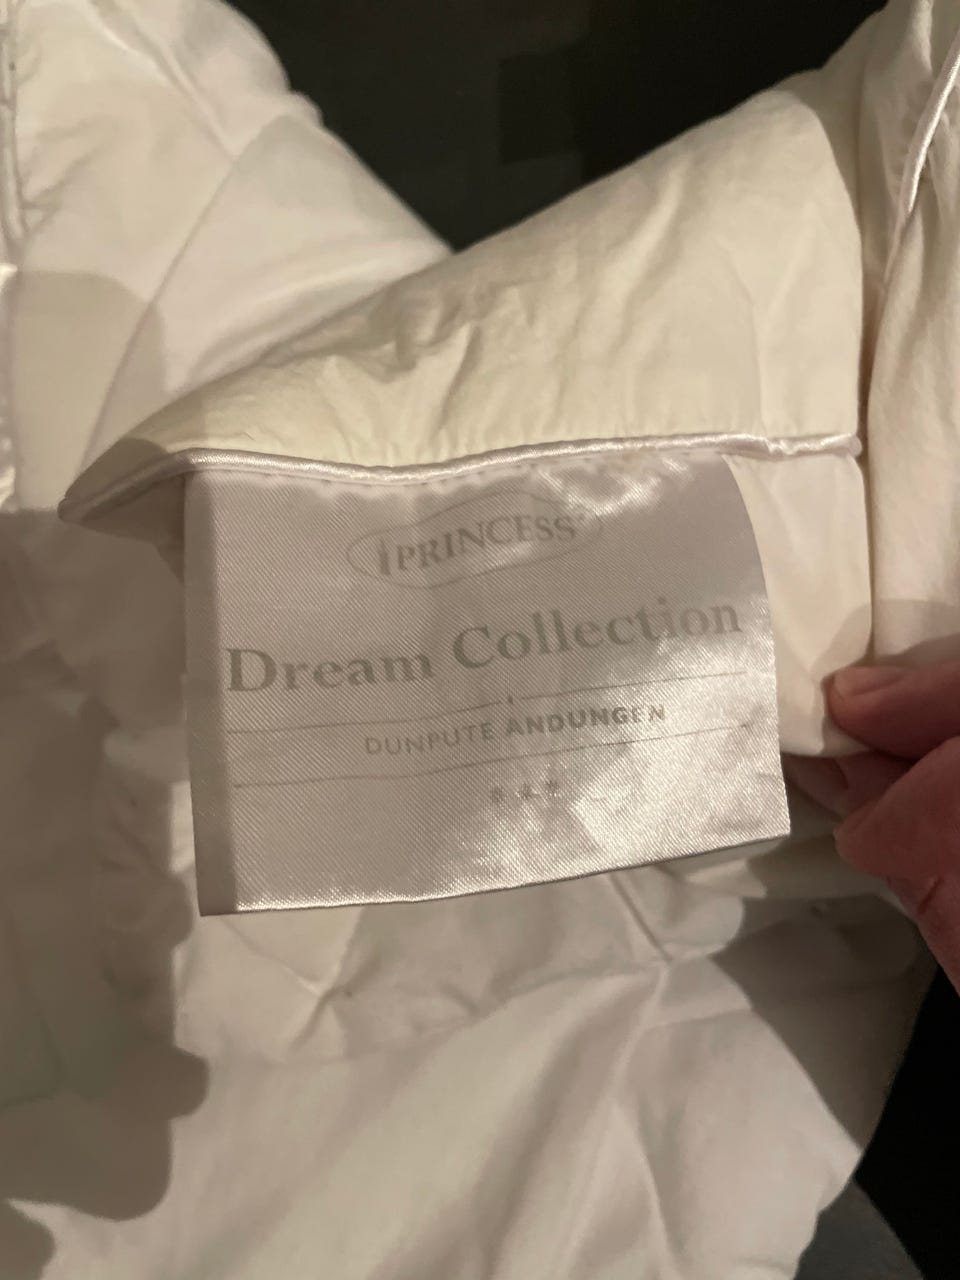 PRINCESS
Dream Collection
DUNPUTE ANDUNGEN
***